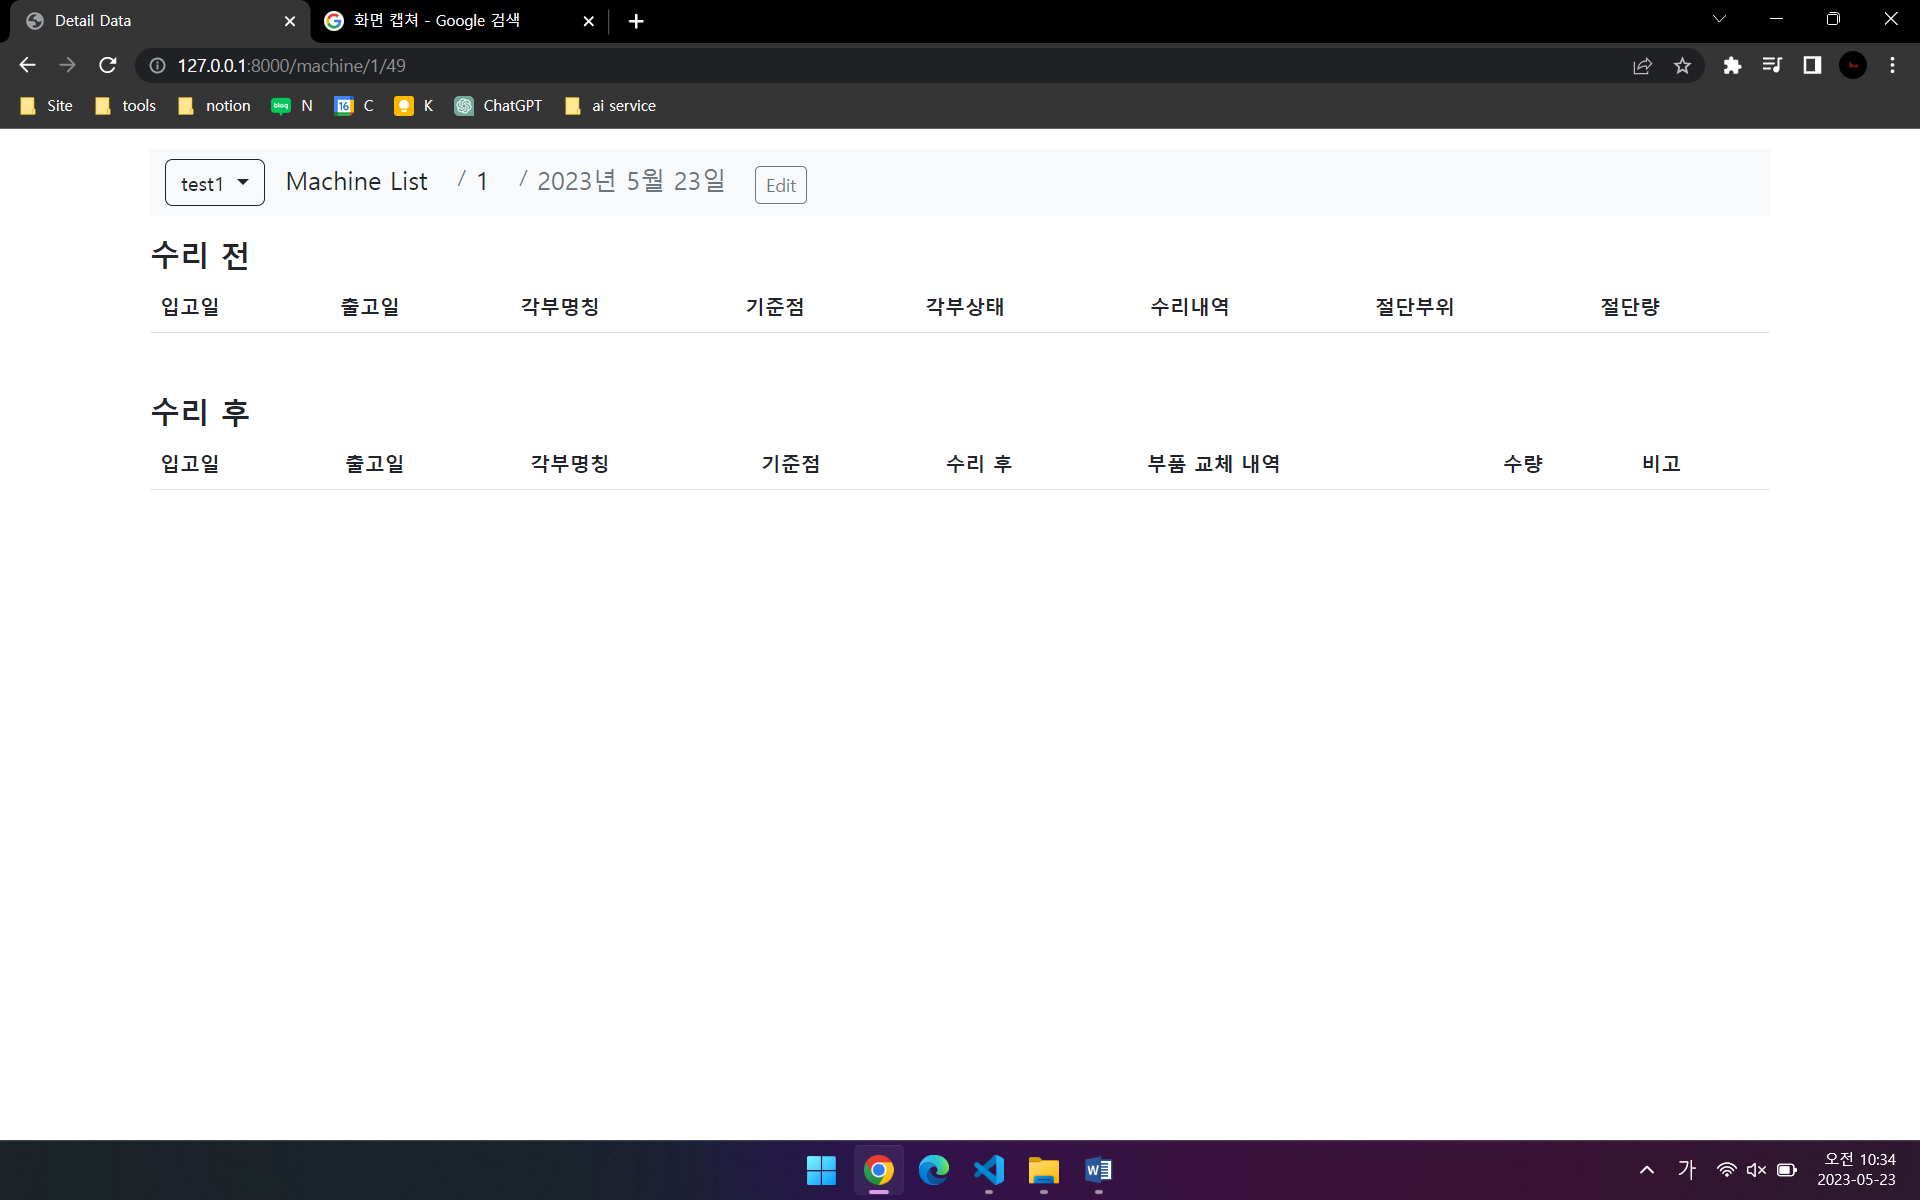 Detail Data
화면 캡쳐 - Google 검색
127.0.0.1:8000/machine/1/49
Site tools notion blog N 16 C K ChatGPT ai service
test1 Machine List / 1 / 2023년 5월 23일 Edit
수리 전
입고일 출고일 각부명칭 기준점 각부상태 수리내역 절단부위 절단량
수리 후
입고일 출고일 각부명칭 기준점 수리 후 부품 교체 내역 수량 비고
가 오전 10:34
2023-05-23